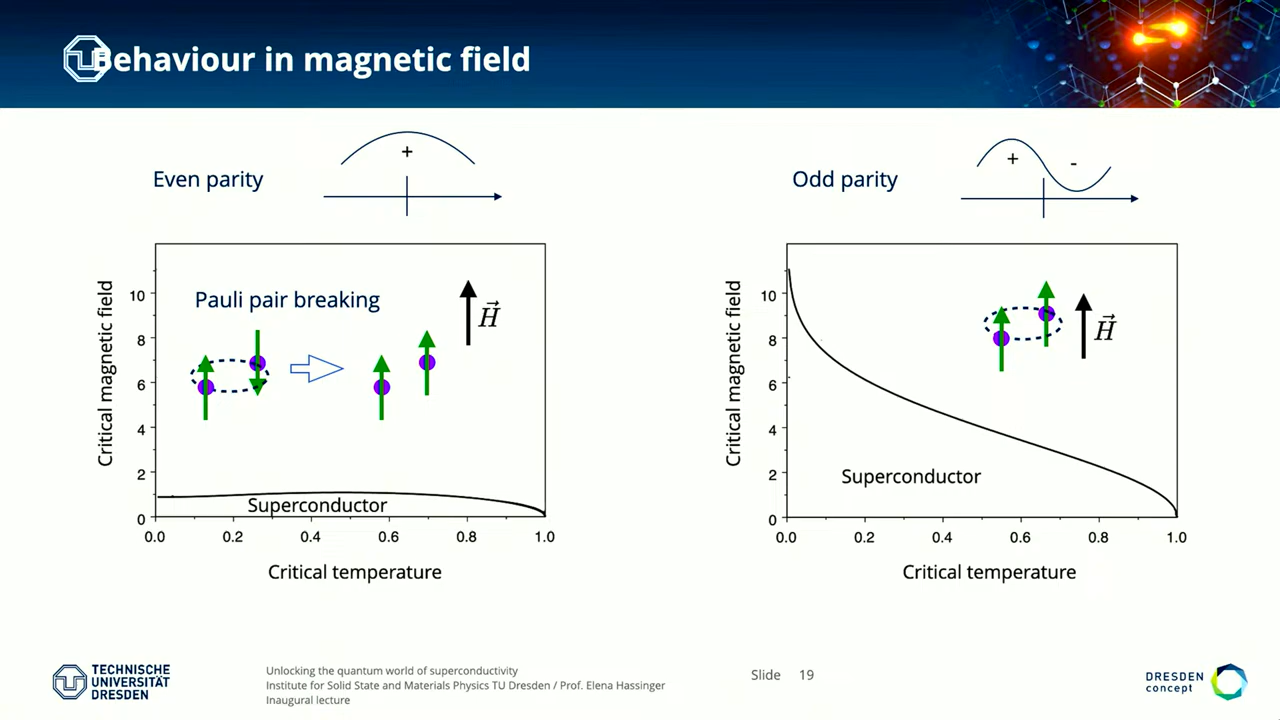 Behaviour in magnetic field
Even parity
+
Odd parity
+
-
Critical magnetic field
10
8
6
4
2
0
0.0
0.2
0.4
0.6
0.8
1.0
Pauli pair breaking
H
Superconductor
Critical temperature
Critical magnetic field
10
8
6
4
2
0
0.0
0.2
0.4
0.6
0.8
1.0
H
Superconductor
Critical temperature
TECHNISCHE
UNIVERSITÄT
DRESDEN
Unlocking the quantum world of superconductivity
Institute for Solid State and Materials Physics TU Dresden / Prof. Elena Hassinger
Inaugural lecture
Slide 19
DRESDEN
concept